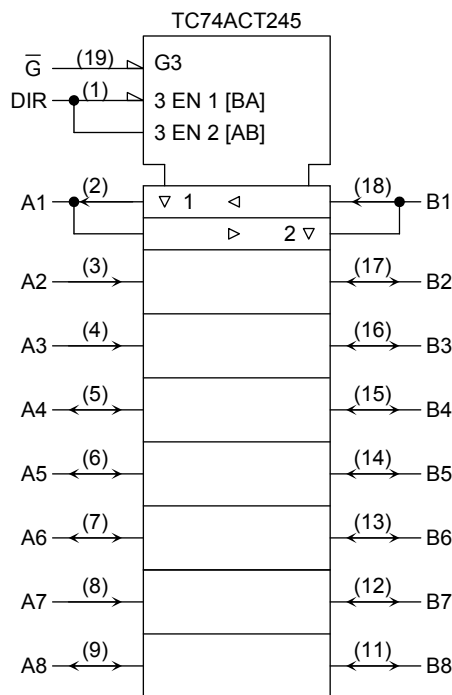 TC74ACT245
G̅ (19) G3
DIR (1) 3 EN 1 [BA]
3 EN 2 [AB]
A1 (2) ▽ 1 ◁ (18) B1
▷ 2 ▽
A2 (3) (17) B2
A3 (4) (16) B3
A4 (5) (15) B4
A5 (6) (14) B5
A6 (7) (13) B6
A7 (8) (12) B7
A8 (9) (11) B8